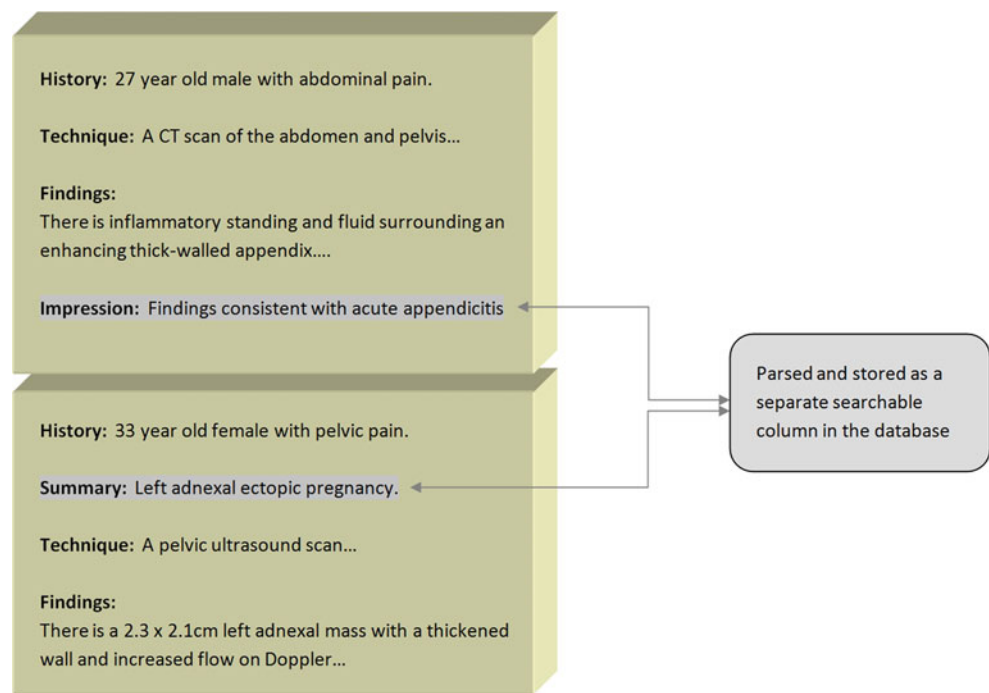 History: 27 year old male with abdominal pain.
Technique: A CT scan of the abdomen and pelvis...
Findings:
There is inflammatory standing and fluid surrounding an
enhancing thick-walled appendix....
Impression: Findings consistent with acute appendicitis
History: 33 year old female with pelvic pain.
Summary: Left adnexal ectopic pregnancy.
Technique: A pelvic ultrasound scan...
Findings:
There is a 2.3 x 2.1cm left adnexal mass with a thickened
wall and increased flow on Doppler...
Parsed and stored as a
separate searchable
column in the database